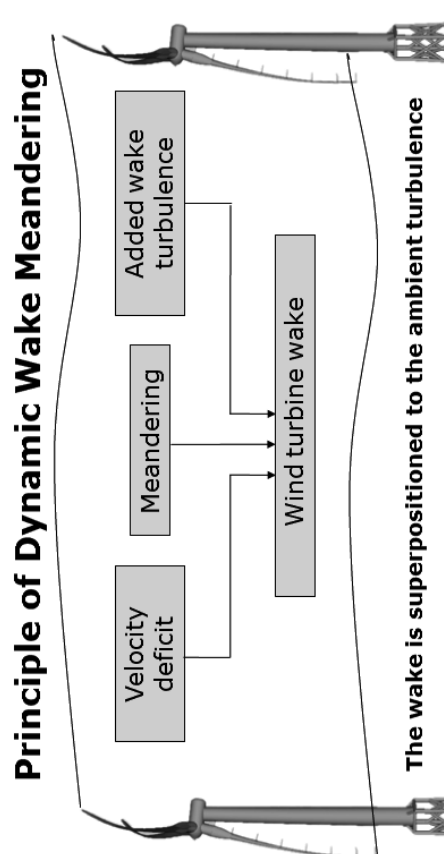 Principle of Dynamic Wake Meandering
Velocity
deficit
Meandering
Added wake
turbulence
Wind turbine wake
The wake is superpositioned to the ambient turbulence